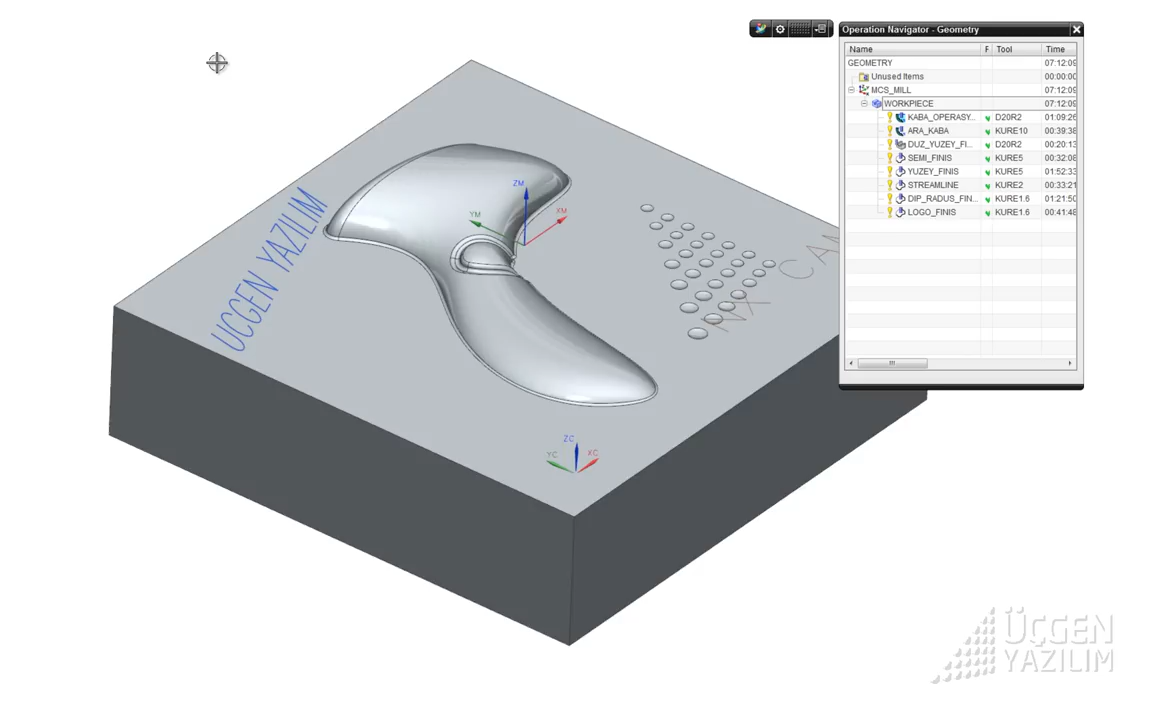 Operation Navigator - Geometry
Name Tool Time
GEOMETRY 07:12:09
Unused Items 00:00:00
MCS_MILL 07:12:09
WORKPIECE 07:12:09
KABA_OPERASY... D20R2 01:09:26
ARA_KABA KURE10 00:39:38
DUZ_YUZEY_FI... D20R2 00:20:13
SEMI_FINIS KURE5 00:32:08
YUZEY_FINIS KURE5 01:52:33
STREAMLINE KURE2 00:33:21
DIP_RADUS_FIN... KURE1.6 01:21:50
LOGO_FINIS KURE1.6 00:41:48
ZM
YM
XM
UCGEN YAZILIM
NX CAM
ZC
YC
XC
ÜÇGEN
YAZILIM